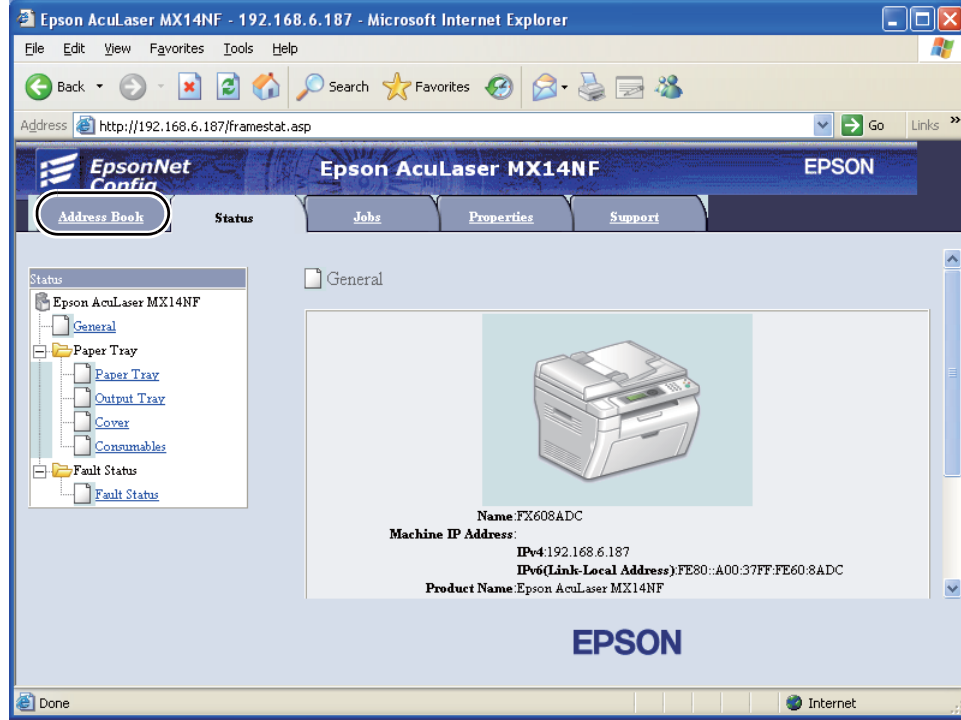 Epson AcuLaser MX14NF - 192.168.6.187 - Microsoft Internet Explorer
File Edit View Favorites Tools Help
Back Search Favorites
Address http://192.168.6.187/framestat.asp Go Links »
EpsonNet Config Epson AcuLaser MX14NF EPSON
Address Book Status Jobs Properties Support
Status
Epson AcuLaser MX14NF
General
Paper Tray
Paper Tray
Output Tray
Cover
Consumables
Fault Status
Fault Status
General
Name:FX608ADC
Machine IP Address:
IPv4:192.168.6.187
IPv6(Link-Local Address):FE80::A00:37FF:FE60:8ADC
Product Name:Epson AcuLaser MX14NF
EPSON
Done Internet